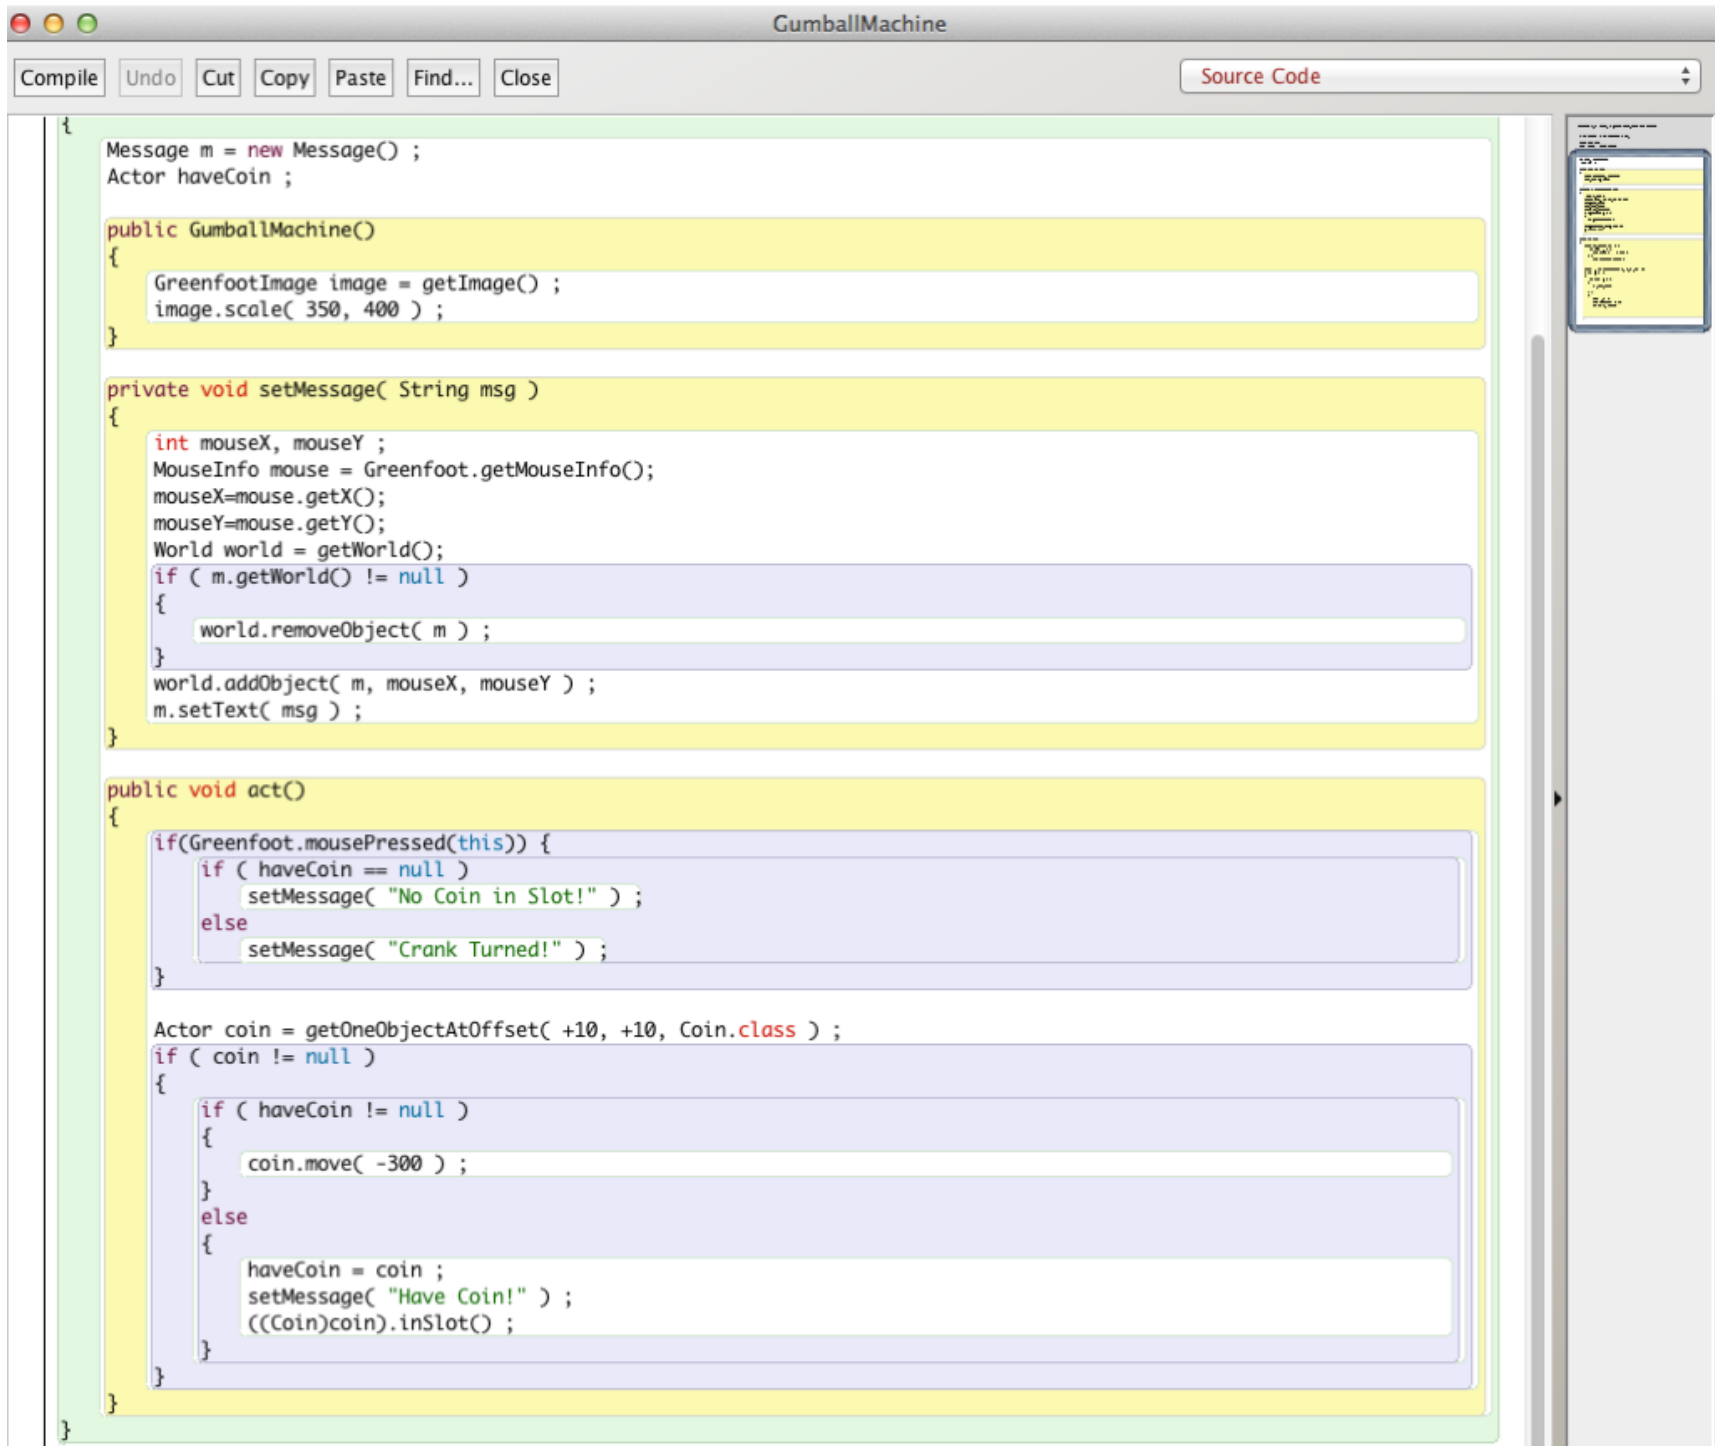 GumballMachine
Compile Undo Cut Copy Paste Find... Close Source Code
{
Message m = new Message() ;
Actor haveCoin ;
public GumballMachine()
{
GreenfootImage image = getImage() ;
image.scale( 350, 400 ) ;
}
private void setMessage( String msg )
{
int mouseX, mouseY ;
MouseInfo mouse = Greenfoot.getMouseInfo();
mouseX=mouse.getX();
mouseY=mouse.getY();
World world = getWorld();
if ( m.getWorld() != null )
{
world.removeObject( m ) ;
}
world.addObject( m, mouseX, mouseY ) ;
m.setText( msg ) ;
}
public void act()
{
if(Greenfoot.mousePressed(this)) {
if ( haveCoin == null )
setMessage( "No Coin in Slot!" ) ;
else
setMessage( "Crank Turned!" ) ;
}
Actor coin = getOneObjectAtOffset( +10, +10, Coin.class ) ;
if ( coin != null )
{
if ( haveCoin != null )
{
coin.move( -300 ) ;
}
else
{
haveCoin = coin ;
setMessage( "Have Coin!" ) ;
((Coin)coin).inSlot() ;
}
}
}
}